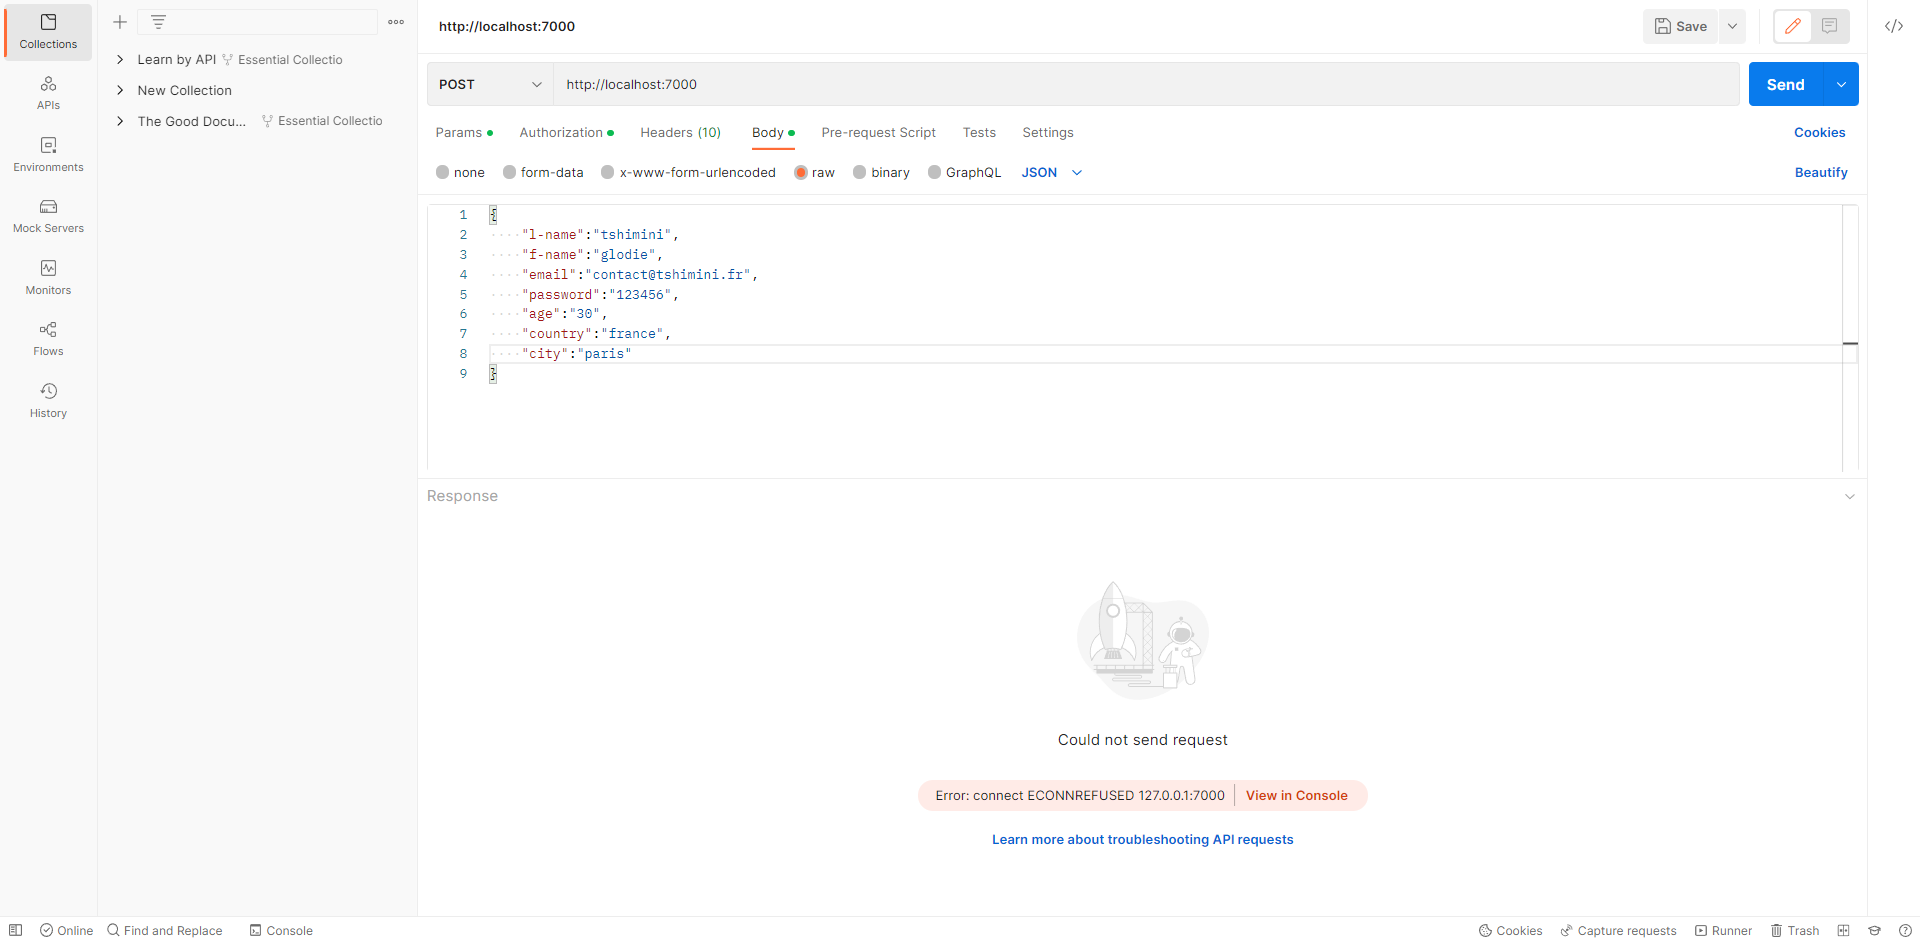 Collections
APIs
Environments
Mock Servers
Monitors
Flows
History
Learn by API Essential Collectio
New Collection
The Good Docu... Essential Collectio
http://localhost:7000
Save
POST http://localhost:7000
Send
Params Authorization Headers (10) Body Pre-request Script Tests Settings Cookies
none form-data x-www-form-urlencoded raw binary GraphQL JSON Beautify
1 {
2 "l-name":"tshimini",
3 "f-name":"glodie",
4 "email":"contact@tshimini.fr",
5 "password":"123456",
6 "age":"30",
7 "country":"france",
8 "city":"paris"
9 }
Response
Could not send request
Error: connect ECONNREFUSED 127.0.0.1:7000 View in Console
Learn more about troubleshooting API requests
Online Find and Replace Console Cookies Capture requests Runner Trash